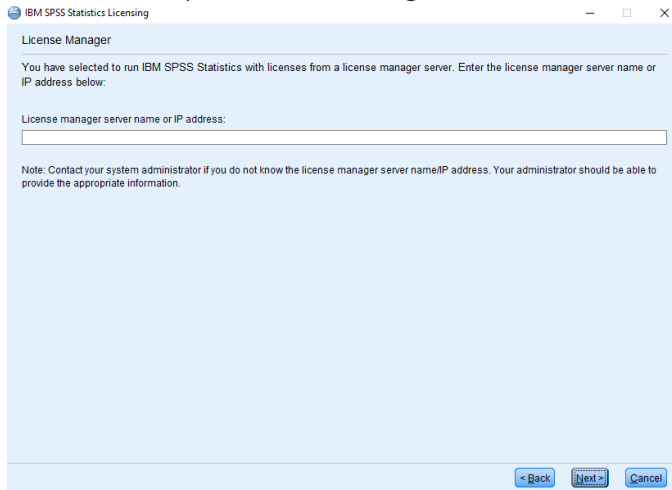 IBM SPSS Statistics Licensing
License Manager
You have selected to run IBM SPSS Statistics with licenses from a license manager server. Enter the license manager server name or
IP address below:
License manager server name or IP address:
Note: Contact your system administrator if you do not know the license manager server name/IP address. Your administrator should be able to
provide the appropriate information.
< Back Next > Cancel